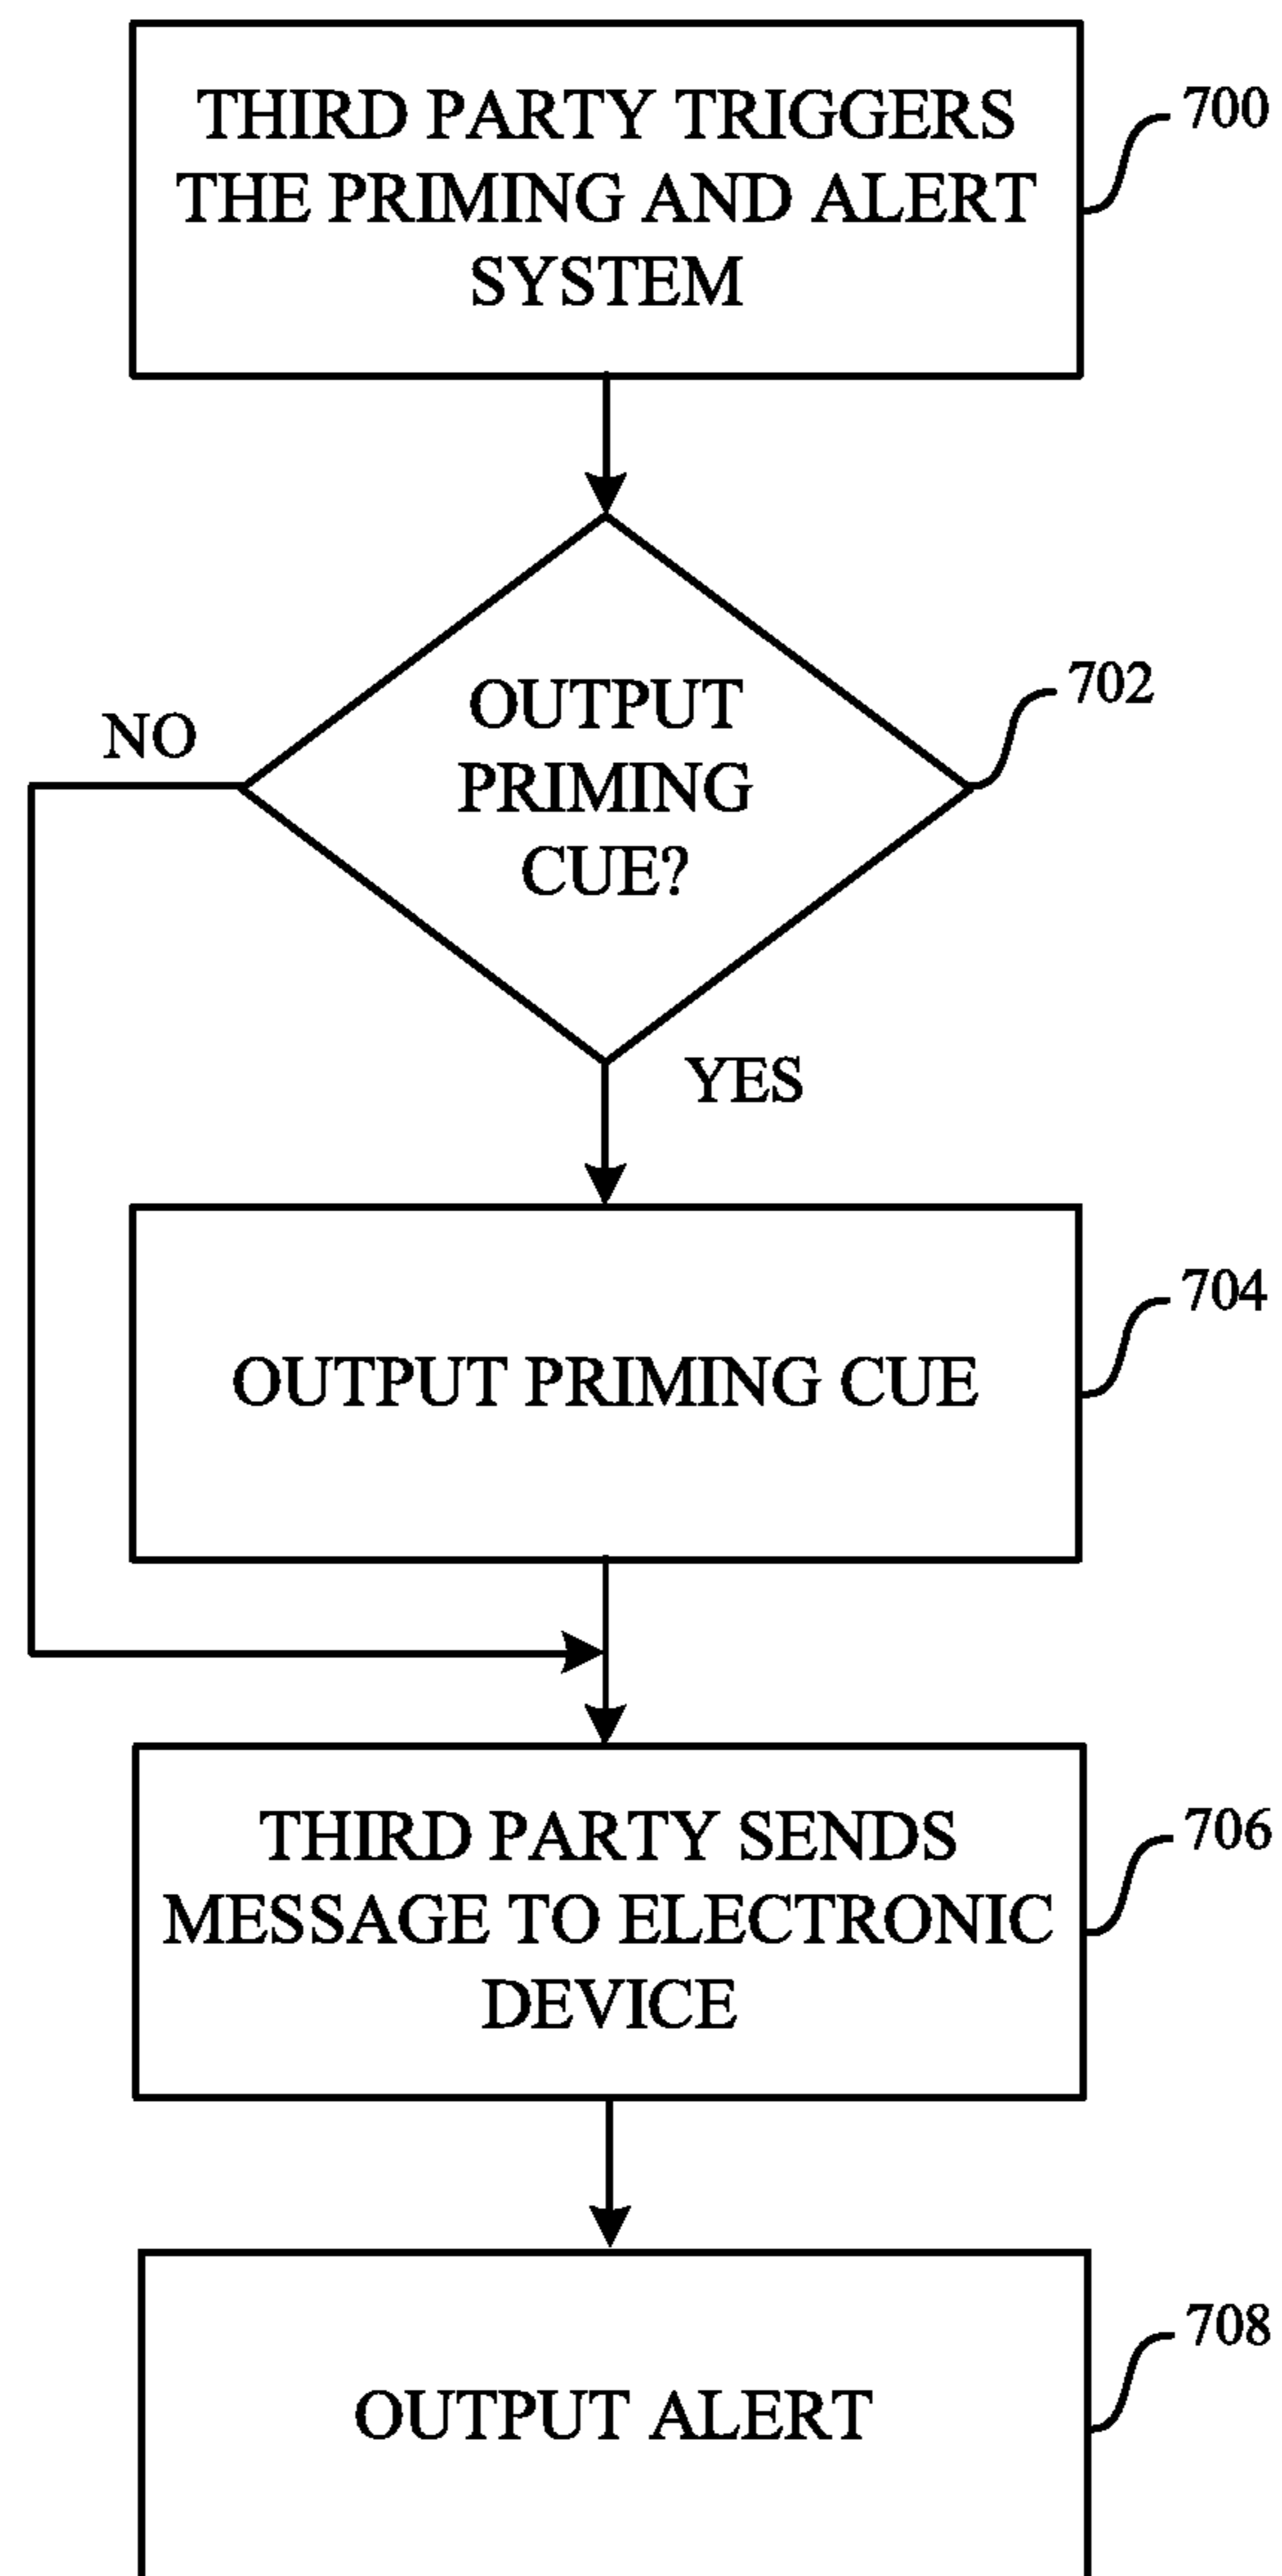 THIRD PARTY TRIGGERS
THE PRIMING AND ALERT
SYSTEM
700
OUTPUT
PRIMING
CUE?
702
NO
YES
OUTPUT PRIMING CUE
704
THIRD PARTY SENDS
MESSAGE TO ELECTRONIC
DEVICE
706
OUTPUT ALERT
708